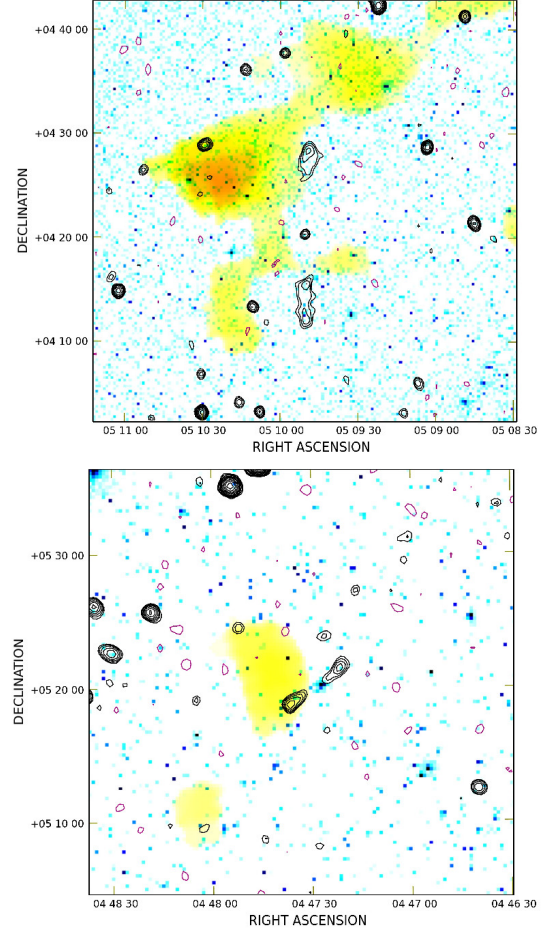 +04 40 00
+04 30 00
DECLINATION
+04 20 00
+04 10 00
05 11 00 05 10 30 05 10 00 05 09 30 05 09 00 05 08 30
RIGHT ASCENSION
+05 30 00
DECLINATION
+05 20 00
+05 10 00
04 48 30 04 48 00 04 47 30 04 47 00 04 46 30
RIGHT ASCENSION